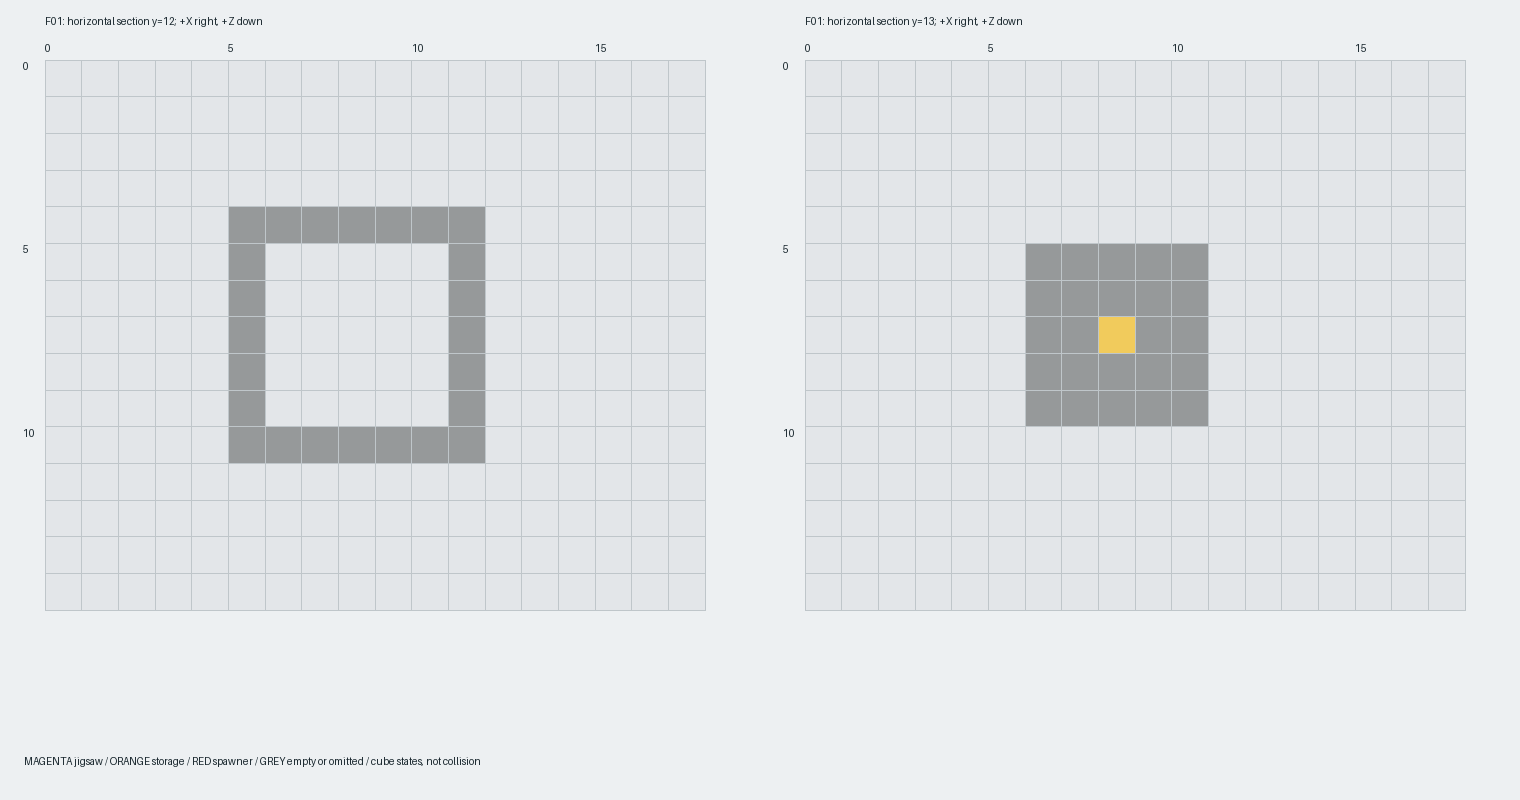 F01: horizontal section y=12; +X right, +Z down
F01: horizontal section y=13; +X right, +Z down
0 5 10 15
0 5 10 15
0 0
5 5
10 10
MAGENTA jigsaw / ORANGE storage / RED spawner / GREY empty or omitted / cube states, not collision